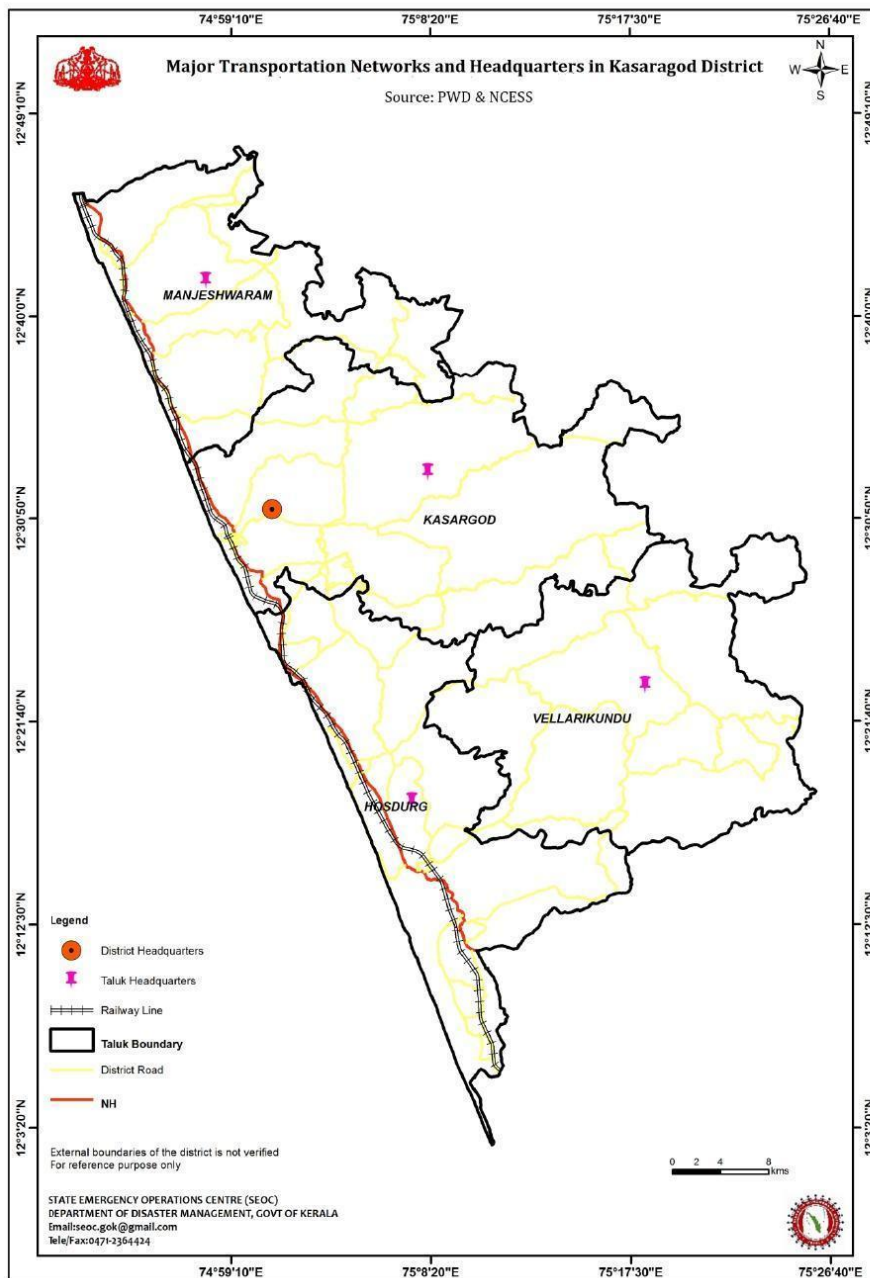 74°59'10"E
75°8'20"E
75°17'30"E
75°26'40"E
Major Transportation Networks and Headquarters in Kasaragod District
Source: PWD & NCESS
N
W
E
S
12°49'10"N
12°49'10"N
MANJESHWARAM
12°40'0"N
12°40'0"N
KASARGOD
12°30'50"N
12°30'50"N
VELLARIKUNDU
12°21'40"N
12°21'40"N
HOSDURG
12°12'30"N
12°12'30"N
Legend
District Headquarters
Taluk Headquarters
Railway Line
Taluk Boundary
District Road
NH
12°3'20"N
12°3'20"N
External boundaries of the district is not verified
For reference purpose only
0 2 4 8
kms
STATE EMERGENCY OPERATIONS CENTRE (SEOC)
DEPARTMENT OF DISASTER MANAGEMENT, GOVT OF KERALA
Email:seoc.gok@gmail.com
Tele/Fax:0471-2364424
74°59'10"E
75°8'20"E
75°17'30"E
75°26'40"E